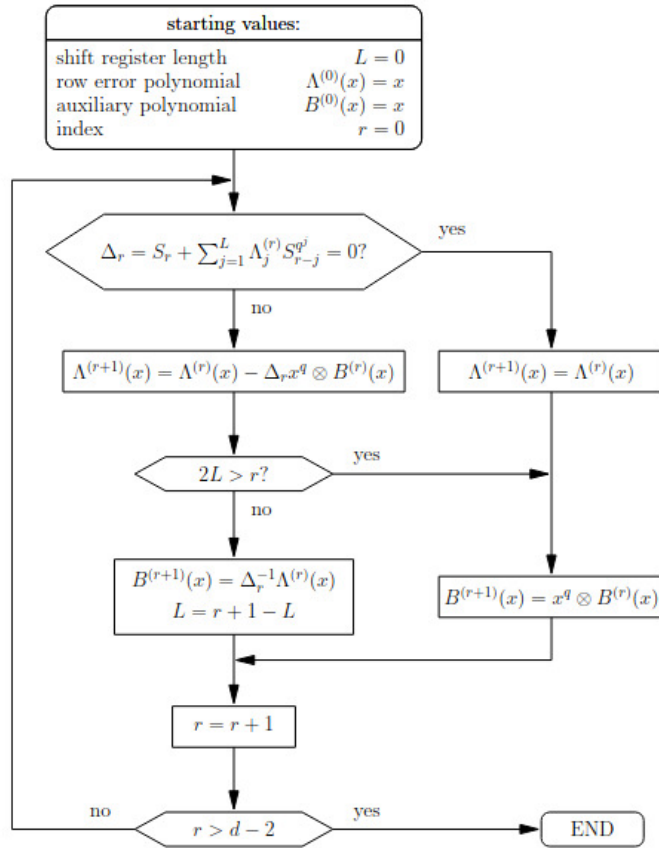 starting values:
shift register length L = 0
row error polynomial Λ^(0)(x) = x
auxiliary polynomial B^(0)(x) = x
index r = 0
Δ_r = S_r + ∑_{j=1}^{L} Λ_j^(r) S_{r−j}^{q^j} = 0?
yes
no
Λ^(r+1)(x) = Λ^(r)(x) − Δ_r x^q ⊗ B^(r)(x)
Λ^(r+1)(x) = Λ^(r)(x)
2L > r?
yes
no
B^(r+1)(x) = Δ_r^{−1} Λ^(r)(x)
L = r + 1 − L
B^(r+1)(x) = x^q ⊗ B^(r)(x)
r = r + 1
no
r > d − 2
yes
END